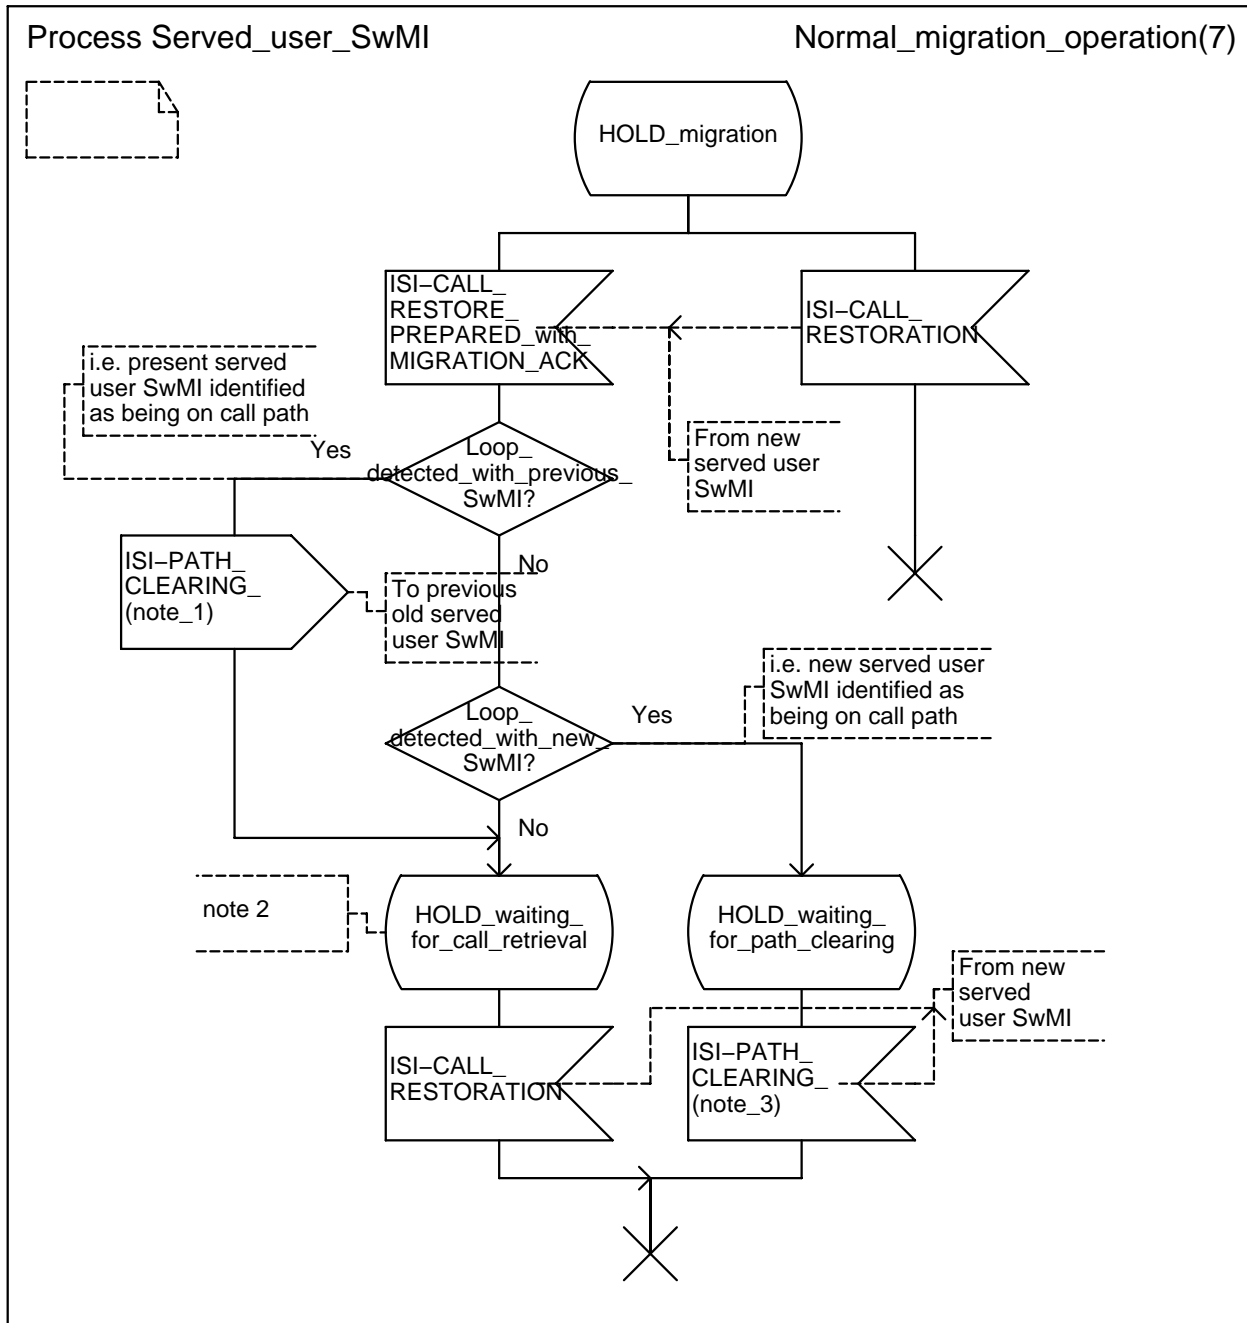 Process Served_user_SwMI
Normal_migration_operation(7)
HOLD_migration
ISI−CALL_
RESTORE_
PREPARED_with_
MIGRATION_ACK
ISI−CALL_
RESTORATION
i.e. present served
user SwMI identified
as being on call path
From new
served user
SwMI
Yes
Loop_
detected_with_previous_
SwMI?
No
ISI−PATH_
CLEARING_
(note_1)
To previous
old served
user SwMI
i.e. new served user
SwMI identified as
being on call path
Loop_
detected_with_new_
SwMI?
Yes
No
note 2
HOLD_waiting_
for_call_retrieval
HOLD_waiting_
for_path_clearing
From new
served
user SwMI
ISI−CALL_
RESTORATION
ISI−PATH_
CLEARING_
(note_3)